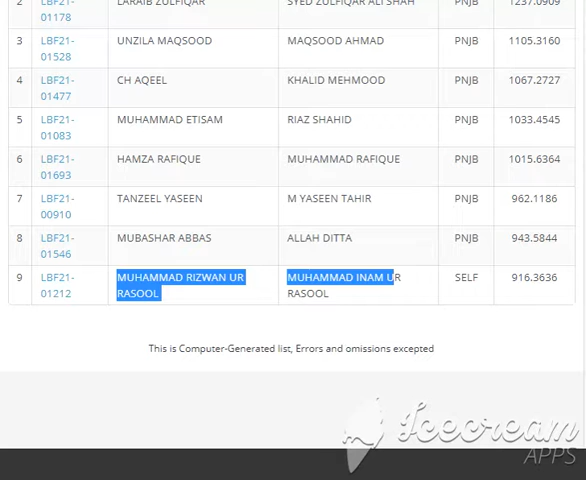 2 LBF21- LARAIB ZULFIQAR SYED ZULFIQAR ALI SHAH PNJB 1237.0909
01178
3 LBF21- UNZILA MAQSOOD MAQSOOD AHMAD PNJB 1105.3160
01528
4 LBF21- CH AQEEL KHALID MEHMOOD PNJB 1067.2727
01477
5 LBF21- MUHAMMAD ETISAM RIAZ SHAHID PNJB 1033.4545
01083
6 LBF21- HAMZA RAFIQUE MUHAMMAD RAFIQUE PNJB 1015.6364
01693
7 LBF21- TANZEEL YASEEN M YASEEN TAHIR PNJB 962.1186
00910
8 LBF21- MUBASHAR ABBAS ALLAH DITTA PNJB 943.5844
01546
9 LBF21- MUHAMMAD RIZWAN UR MUHAMMAD INAM UR SELF 916.3636
01212 RASOOL RASOOL
This is Computer-Generated list, Errors and omissions excepted
Icecream
APPS